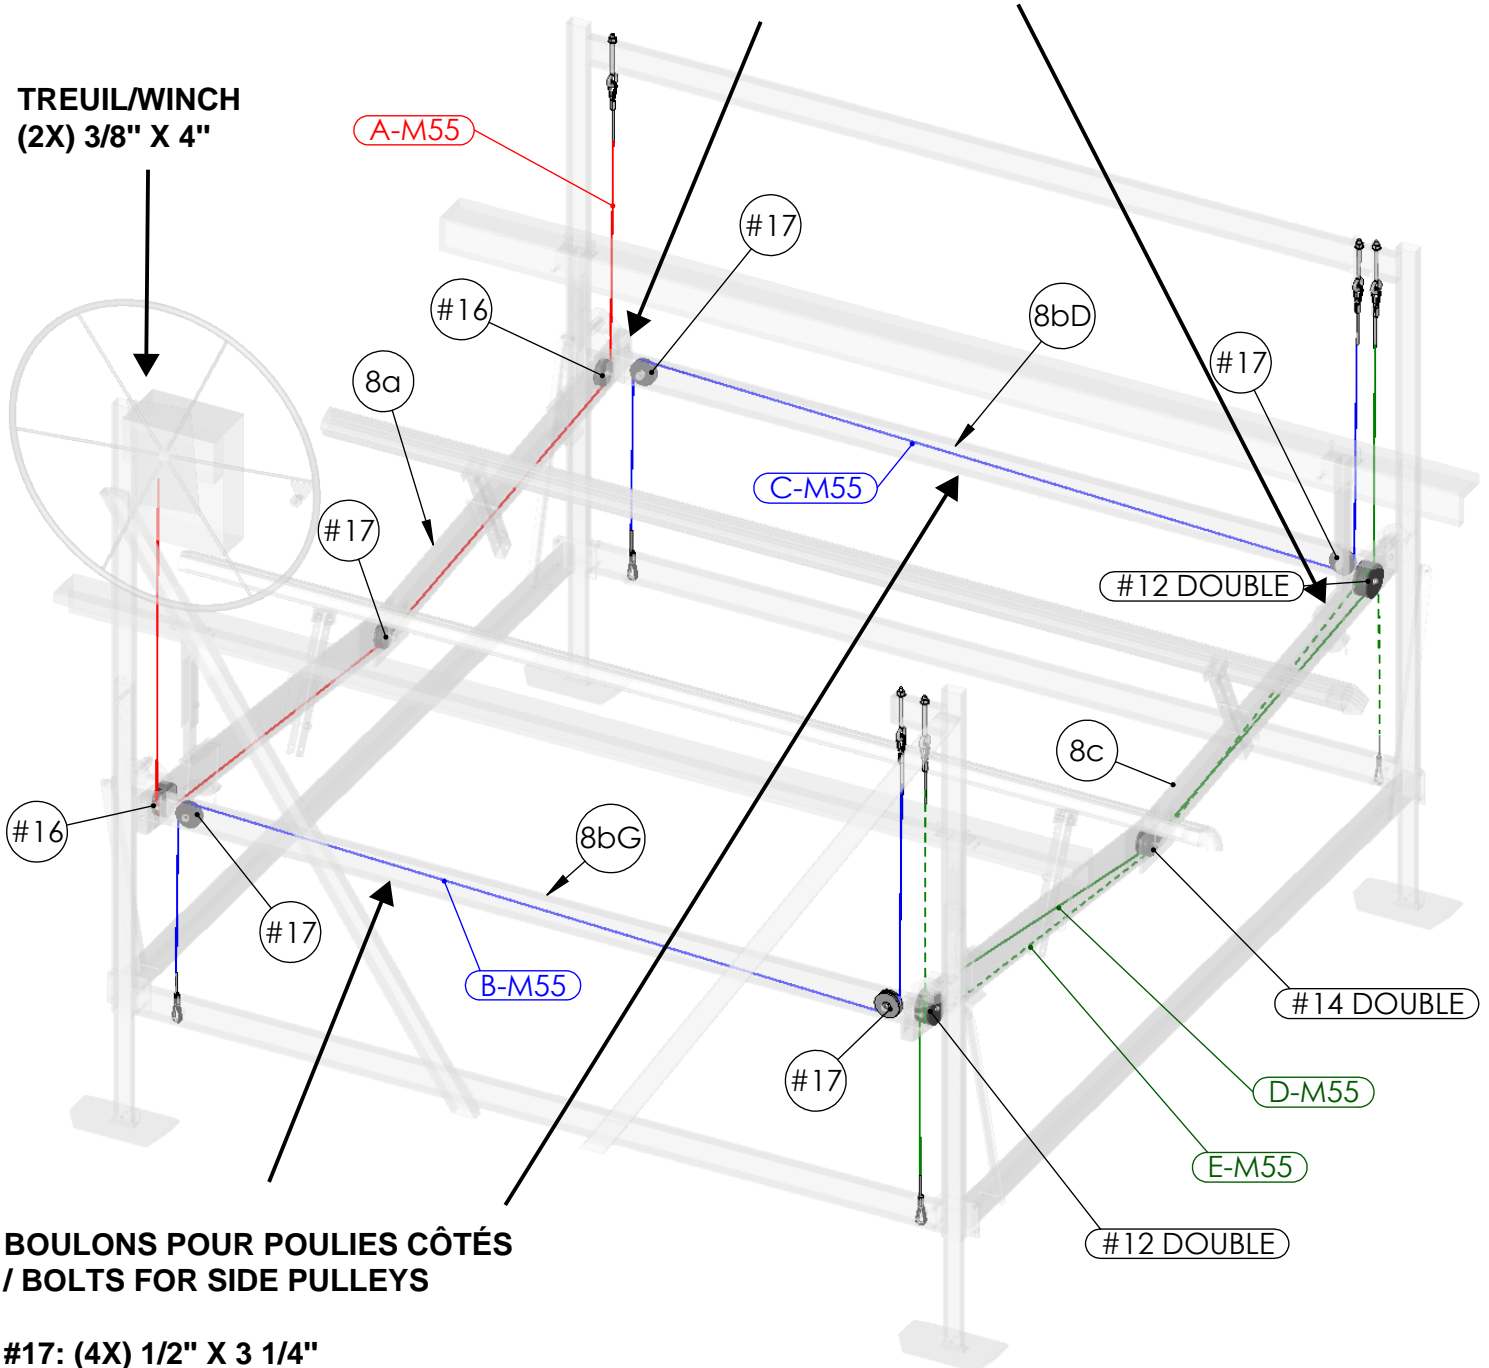 TREUIL/WINCH
(2X) 3/8" X 4"
A-M55
#17
#16
8bD
#17
8a
C-M55
#17
#12 DOUBLE
8c
#16
8bG
#17
B-M55
#14 DOUBLE
#17
D-M55
E-M55
#12 DOUBLE
BOULONS POUR POULIES CÔTÉS
/ BOLTS FOR SIDE PULLEYS
#17: (4X) 1/2" X 3 1/4"